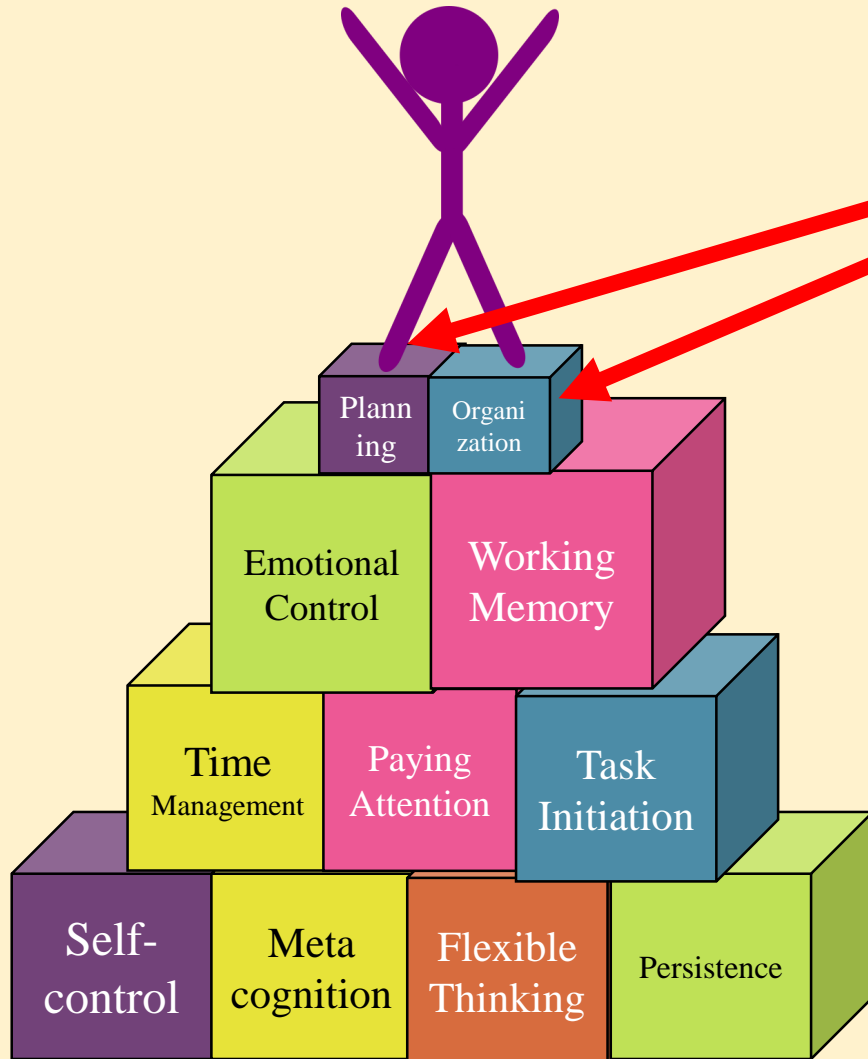 Plann
ing
Organi
zation
Emotional
Control
Working
Memory
Time
Management
Paying
Attention
Task
Initiation
Self-
control
Meta
cognition
Flexible
Thinking
Persistence